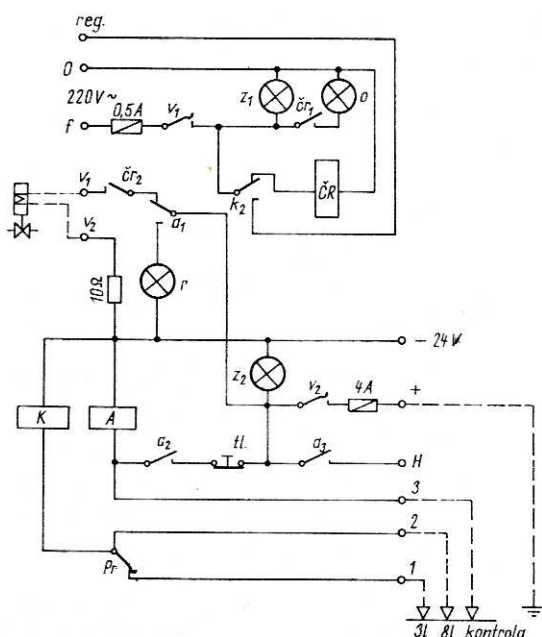 reg.
0
220V~
0,5A
v1
f
z1
čr1
o
v1
čr2
a1
k2
ČR
v2
10Ω
r
- 24V
z2
v2
4A
+
K
A
a2
tl.
a3
H
3
2
Pr.
1
3l 8l kontrola